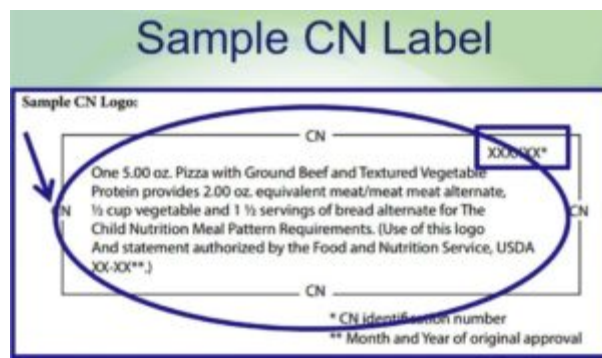 Sample CN Label
Sample CN Logo:
CN
XXXXXX*
One 5.00 oz. Pizza with Ground Beef and Textured Vegetable
Protein provides 2.00 oz. equivalent meat/meat meat alternate,
CN
½ cup vegetable and 1 ½ servings of bread alternate for The
CN
Child Nutrition Meal Pattern Requirements. (Use of this logo
And statement authorized by the Food and Nutrition Service, USDA
XX-XX**.)
CN
* CN identification number
** Month and Year of original approval